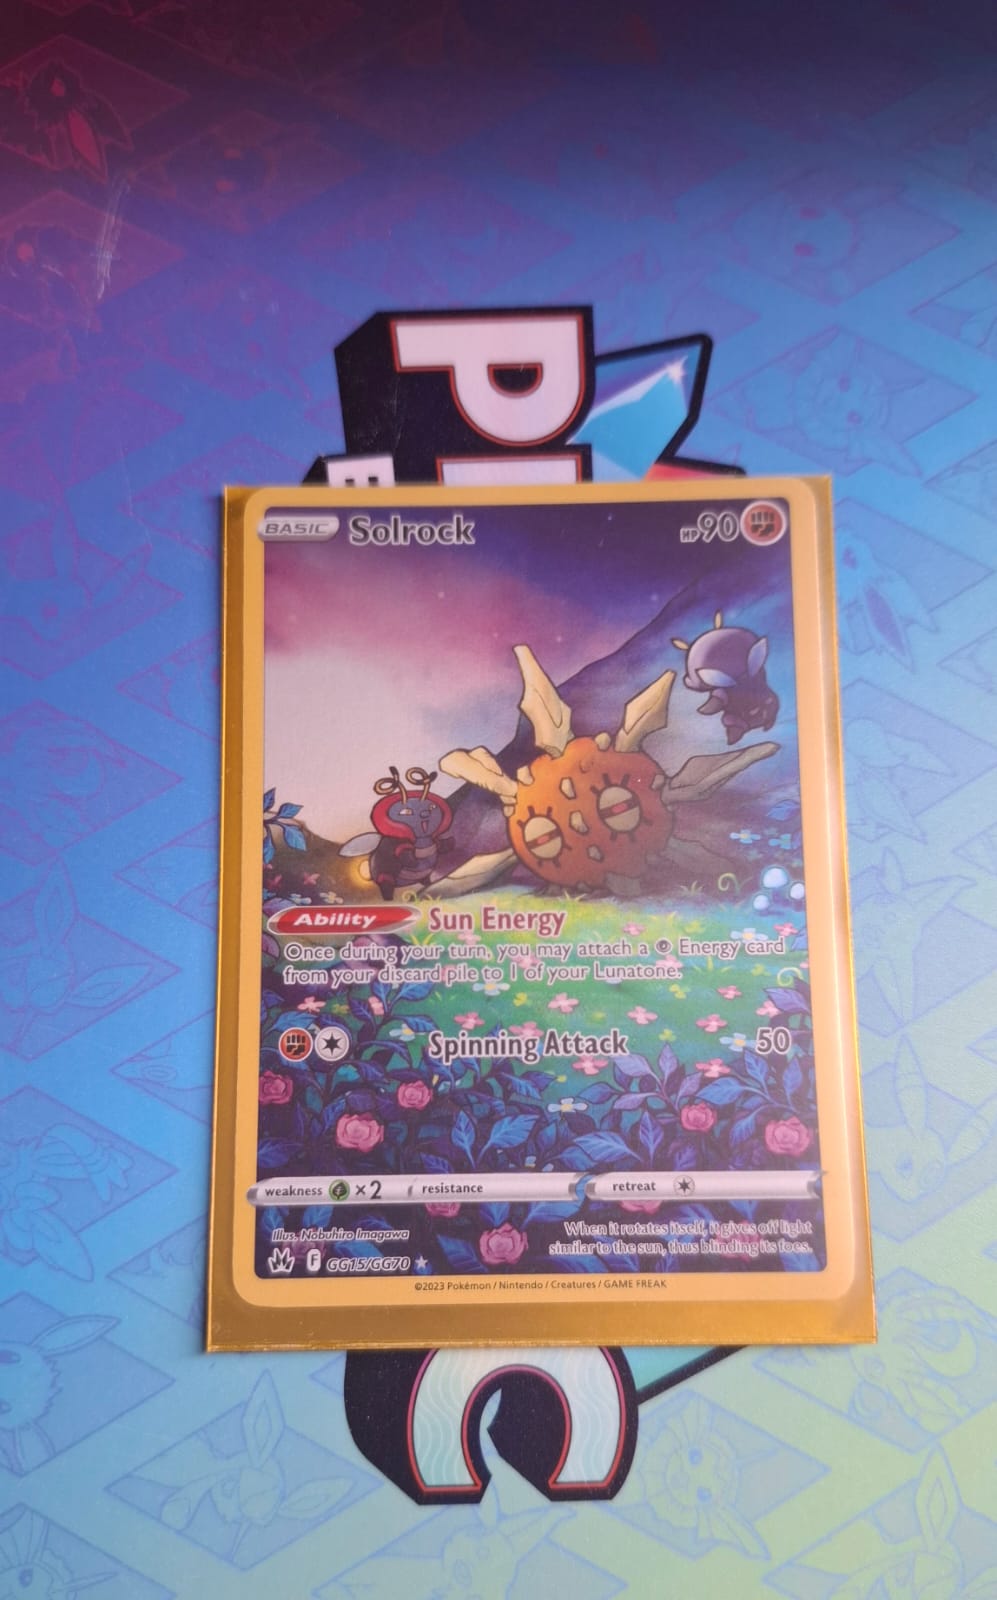 P
BASIC Solrock HP 90
Ability Sun Energy
Once during your turn, you may attach a Energy card
from your discard pile to 1 of your Lunatone.
Spinning Attack 50
weakness ×2 resistance retreat
Illus. Nobuhiro Imagawa
When it rotates itself, it gives off light
similar to the sun, thus blinding its foes.
F GG15/GG70
©2023 Pokémon / Nintendo / Creatures / GAME FREAK
C